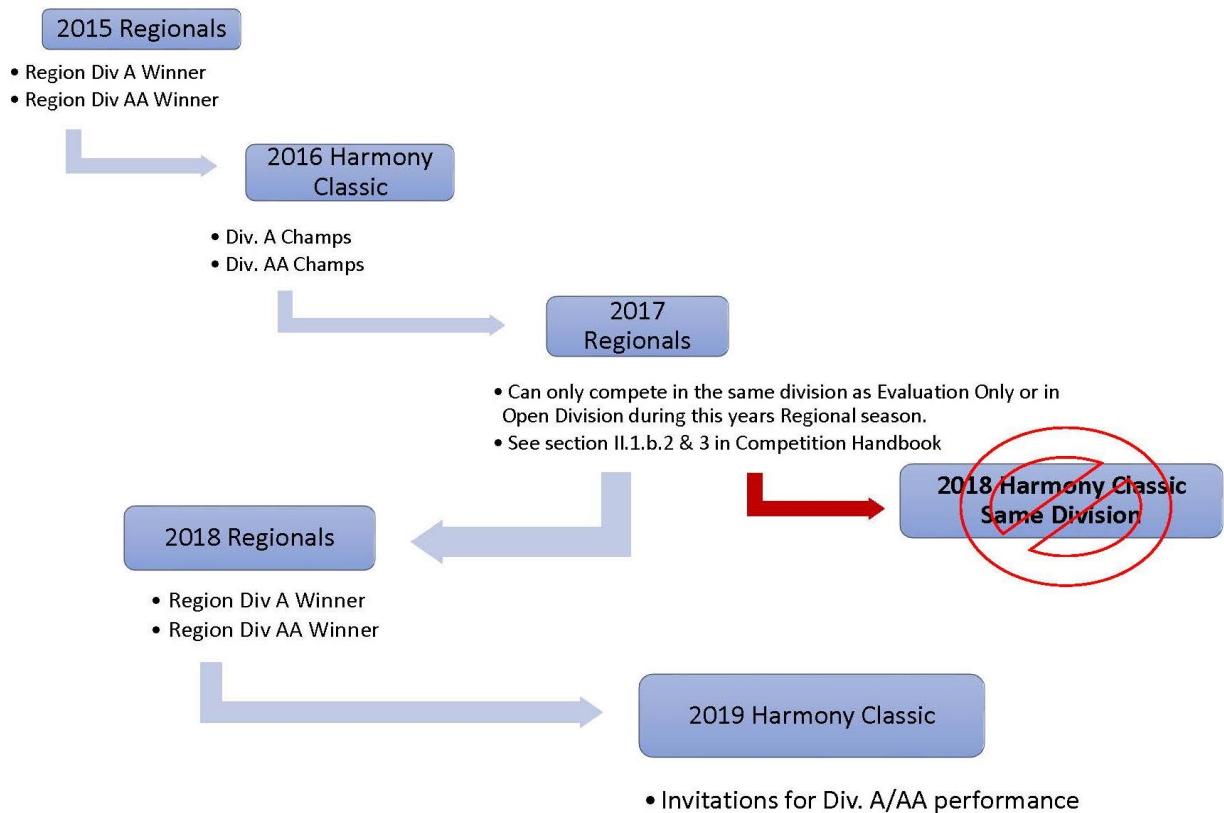 2015 Regionals
• Region Div A Winner
• Region Div AA Winner
2016 Harmony
Classic
• Div. A Champs
• Div. AA Champs
2017
Regionals
• Can only compete in the same division as Evaluation Only or in
Open Division during this years Regional season.
• See section II.1.b.2 & 3 in Competition Handbook
2018 Harmony Classic
Same Division
2018 Regionals
• Region Div A Winner
• Region Div AA Winner
2019 Harmony Classic
• Invitations for Div. A/AA performance